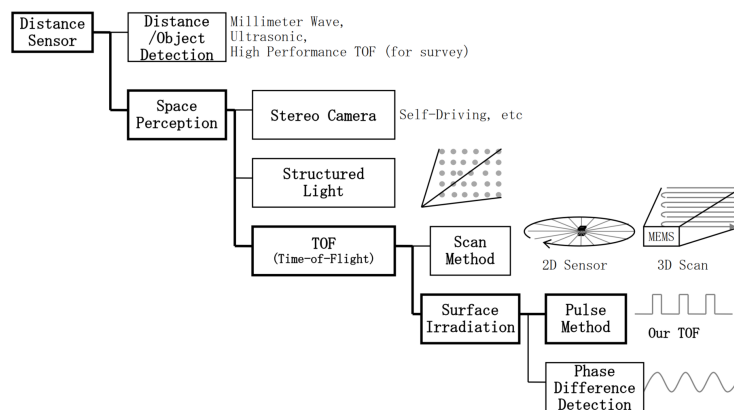 Distance
Sensor
Distance
/Object
Detection
Millimeter Wave,
Ultrasonic,
High Performance TOF (for survey)
Space
Perception
Stereo Camera
Self-Driving, etc
Structured
Light
TOF
(Time-of-Flight)
Scan
Method
2D Sensor
MEMS
3D Scan
Surface
Irradiation
Pulse
Method
Our TOF
Phase
Difference
Detection